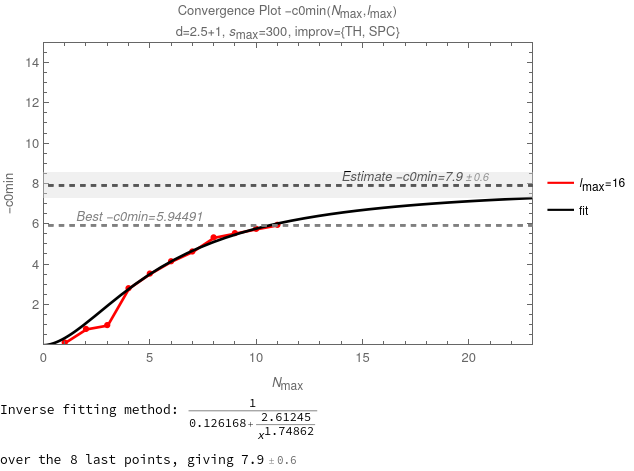 Convergence Plot −c0min(Nmax,lmax)
d=2.5+1, smax=300, improv={TH, SPC}
14
12
10
8
6
4
2
0
5
10
15
20
−c0min
Nmax
Estimate −c0min=7.9 ±0.6
Best −c0min=5.94491
lmax=16
fit
Inverse fitting method:
1
0.126168+
2.61245
x1.74862
over the 8 last points, giving 7.9 ±0.6